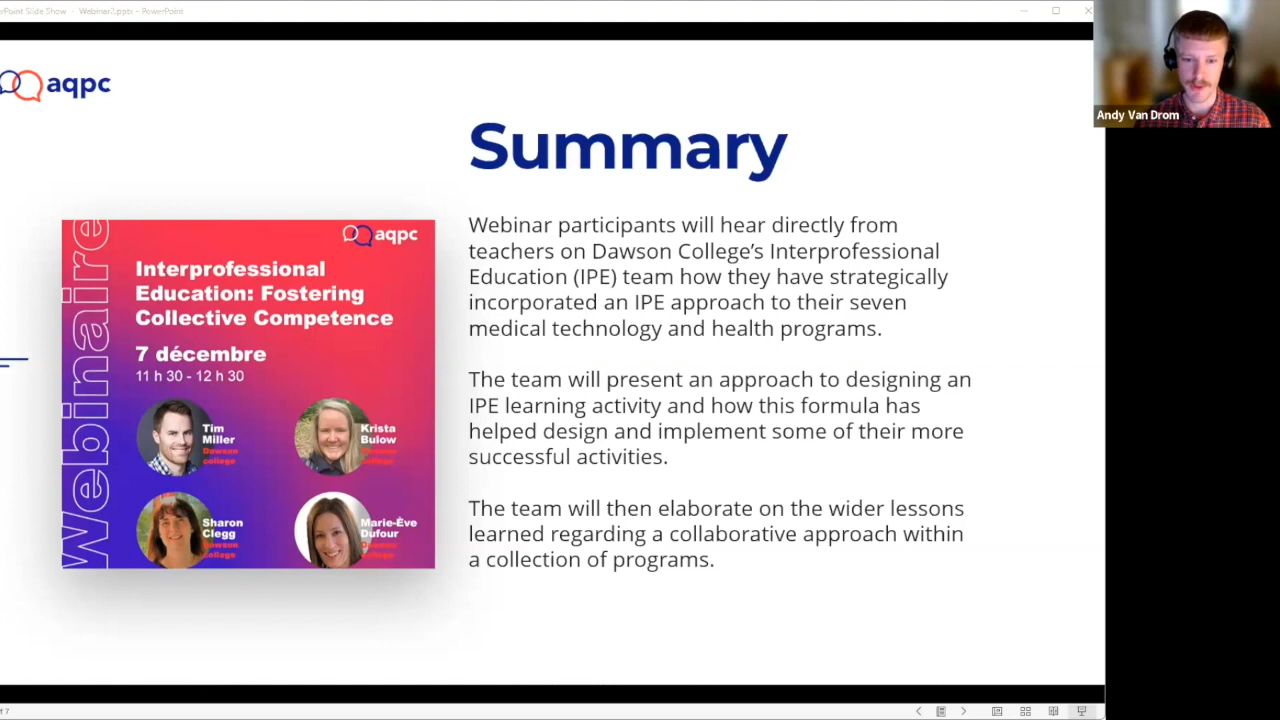 Point Slide Show - Webinar2.pptx - PowerPoint
aqpc
Andy Van Drom
Summary
Webinaire
aqpc
Interprofessional
Education: Fostering
Collective Competence
7 décembre
11 h 30 - 12 h 30
Tim
Miller
Dawson
college
Krista
Bulow
Dawson
college
Sharon
Clegg
Dawson
college
Marie-Ève
Dufour
Dawson
college
Webinar participants will hear directly from
teachers on Dawson College’s Interprofessional
Education (IPE) team how they have strategically
incorporated an IPE approach to their seven
medical technology and health programs.
The team will present an approach to designing an
IPE learning activity and how this formula has
helped design and implement some of their more
successful activities.
The team will then elaborate on the wider lessons
learned regarding a collaborative approach within
a collection of programs.
of 7